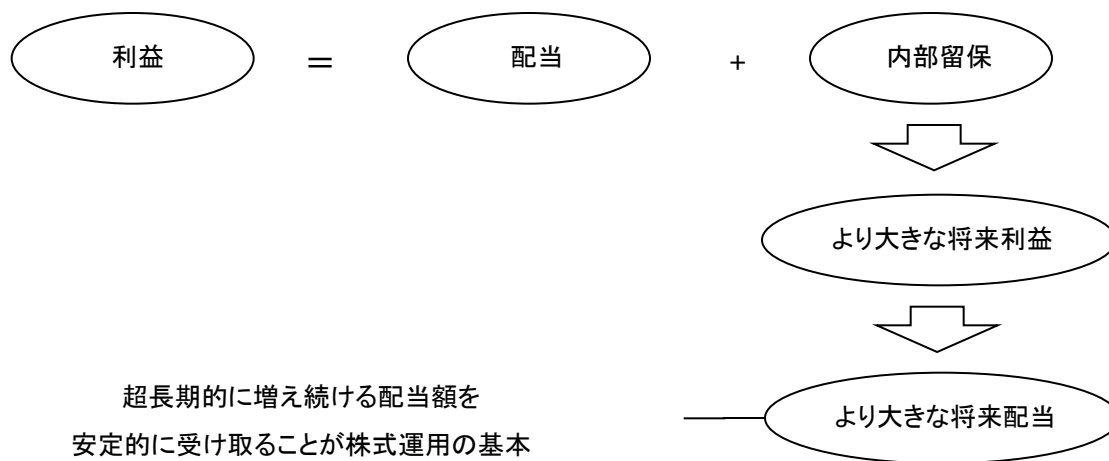 利益 = 配当 + 内部留保
より大きな将来利益
超長期的に増え続ける配当額を
より大きな将来配当
安定的に受け取ることが株式運用の基本